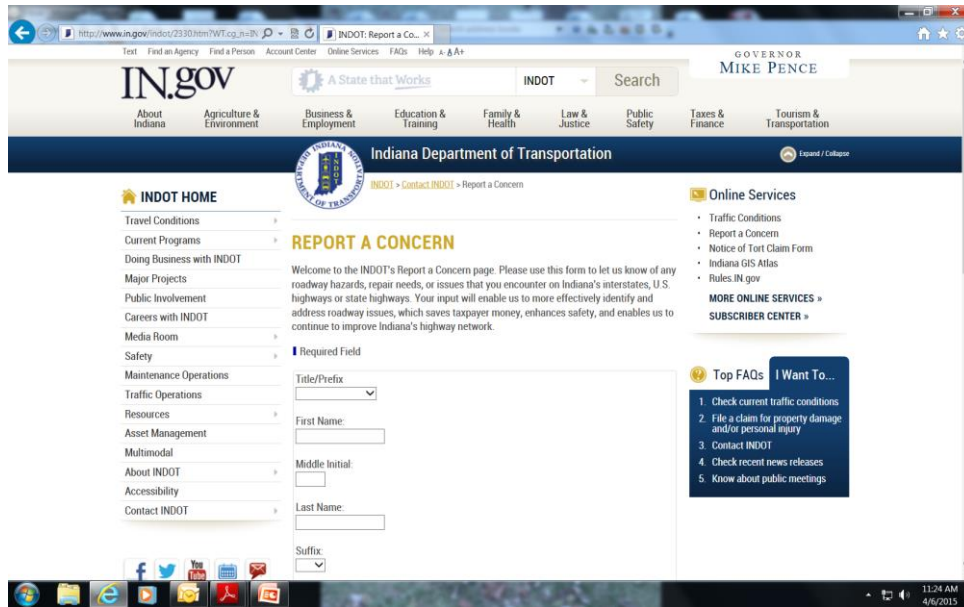 http://www.in.gov/indot/2330.htm?WT.cg_n=IN
INDOT: Report a Co...
Text Find an Agency Find a Person Account Center Online Services FAQs Help A- A A+
GOVERNOR
MIKE PENCE
IN.gov
A State that Works
INDOT
Search
About Indiana
Agriculture & Environment
Business & Employment
Education & Training
Family & Health
Law & Justice
Public Safety
Taxes & Finance
Tourism & Transportation
INDIANA DEPARTMENT OF TRANSPORTATION
INDOT
Indiana Department of Transportation
Expand / Collapse
INDOT > Contact INDOT > Report a Concern
INDOT HOME
Travel Conditions
Current Programs
Doing Business with INDOT
Major Projects
Public Involvement
Careers with INDOT
Media Room
Safety
Maintenance Operations
Traffic Operations
Resources
Asset Management
Multimodal
About INDOT
Accessibility
Contact INDOT
You
Tube
REPORT A CONCERN
Welcome to the INDOT's Report a Concern page. Please use this form to let us know of any
roadway hazards, repair needs, or issues that you encounter on Indiana's interstates, U.S.
highways or state highways. Your input will enable us to more effectively identify and
address roadway issues, which saves taxpayer money, enhances safety, and enables us to
continue to improve Indiana's highway network.
Required Field
Title/Prefix
First Name:
Middle Initial:
Last Name:
Suffix:
Online Services
Traffic Conditions
Report a Concern
Notice of Tort Claim Form
Indiana GIS Atlas
Rules.IN.gov
MORE ONLINE SERVICES »
SUBSCRIBER CENTER »
Top FAQs
I Want To...
1. Check current traffic conditions
2. File a claim for property damage
and/or personal injury
3. Contact INDOT
4. Check recent news releases
5. Know about public meetings
11:24 AM
4/6/2015